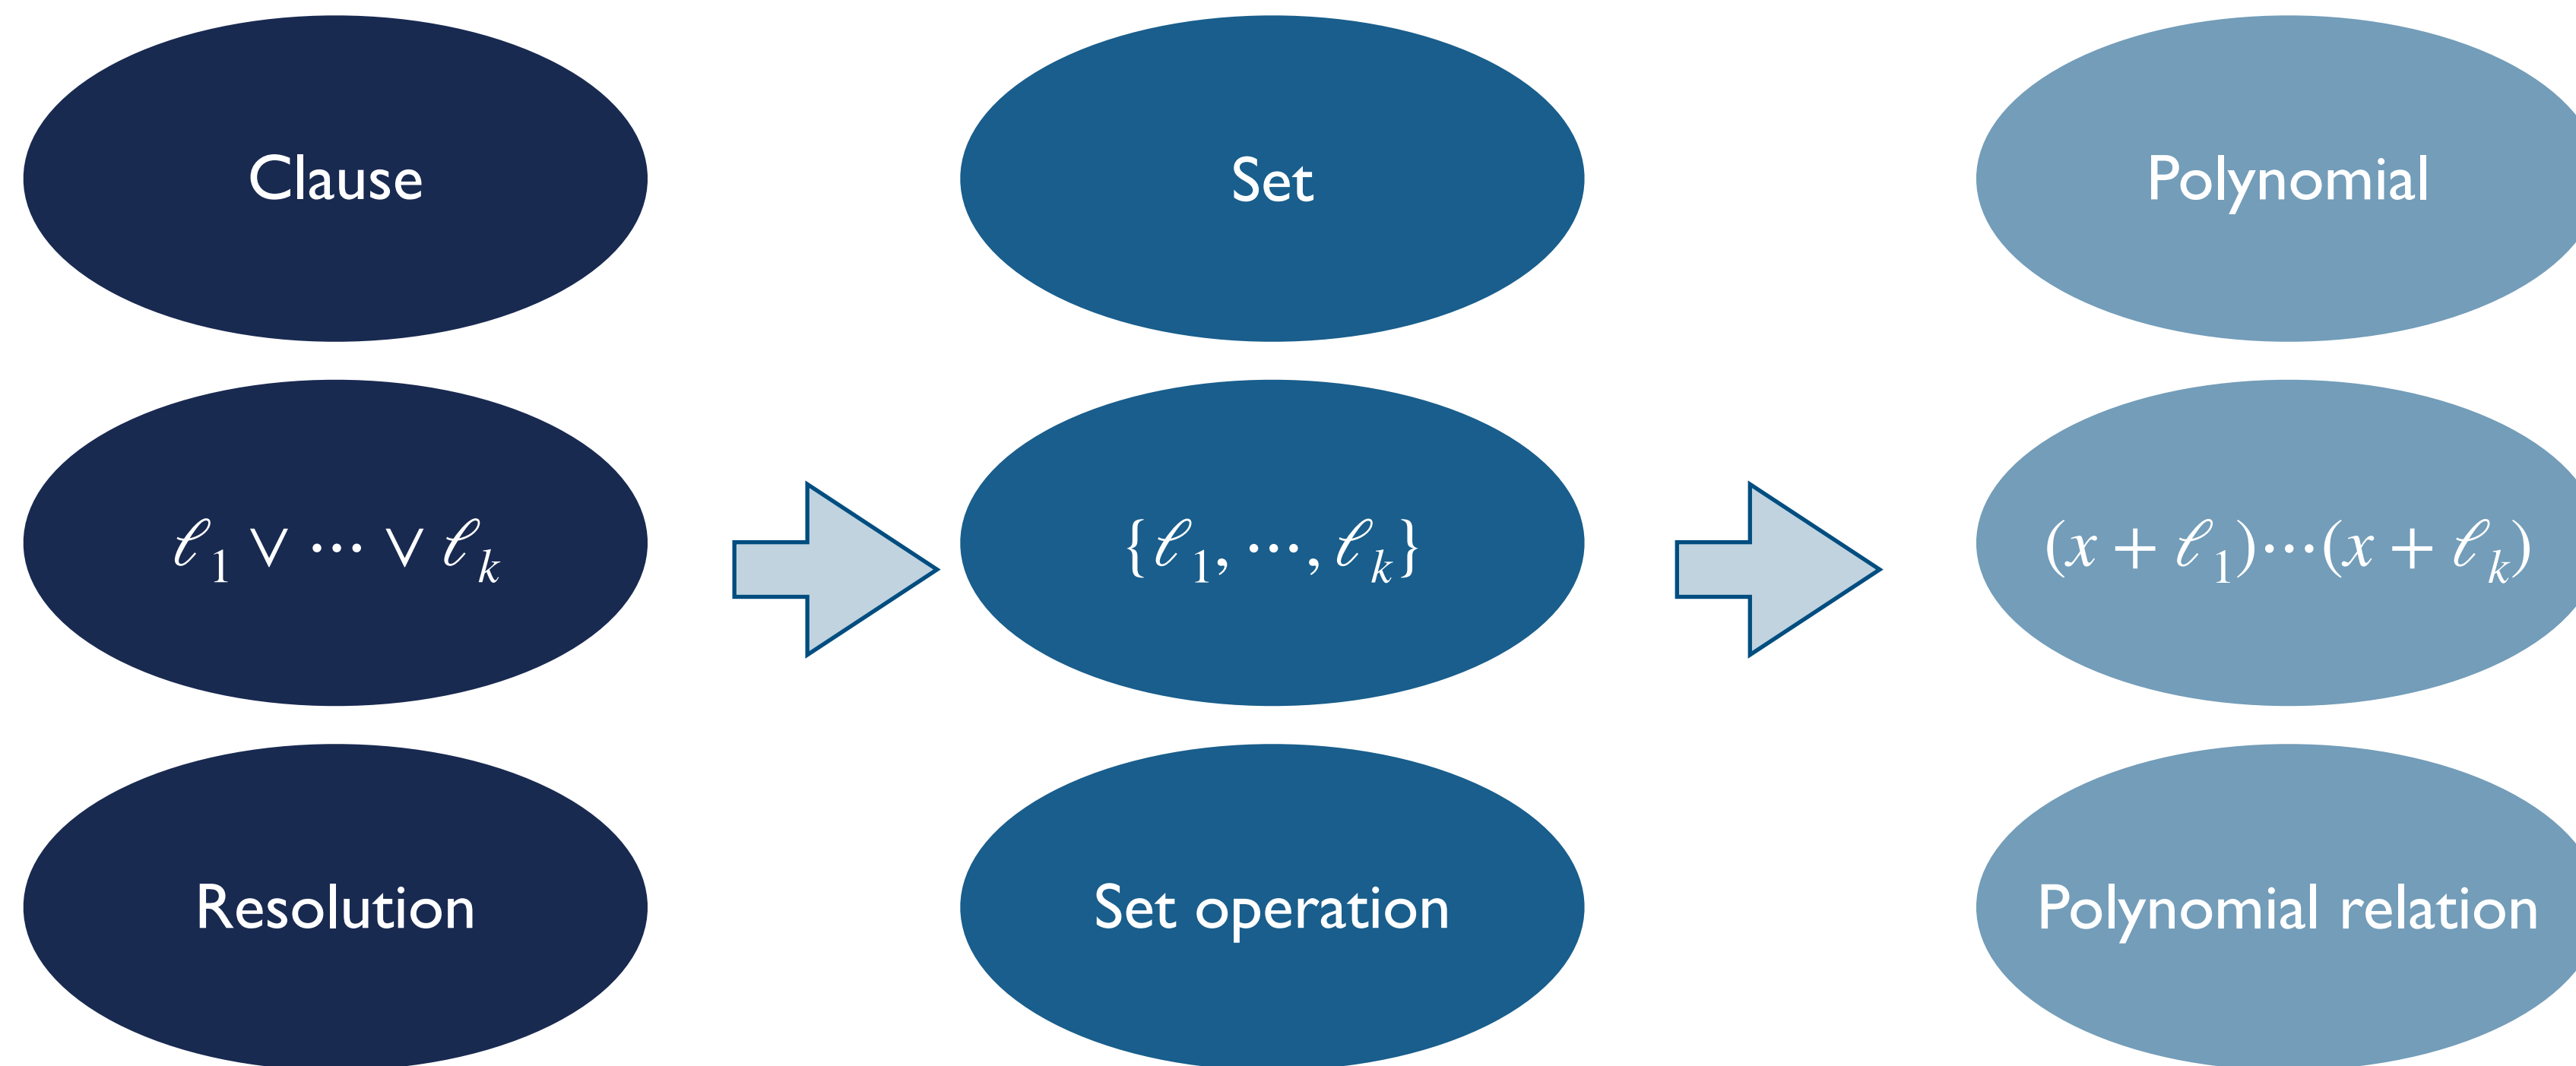 Clause
Set
Polynomial
ℓ₁ ∨ ⋯ ∨ ℓₖ
{ℓ₁, ⋯, ℓₖ}
(x + ℓ₁)⋯(x + ℓₖ)
Resolution
Set operation
Polynomial relation